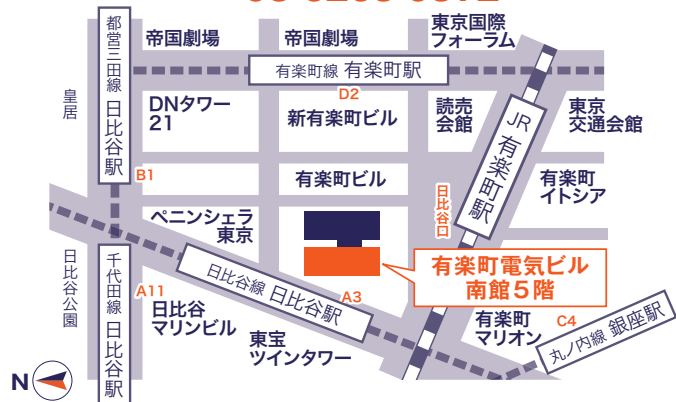 帝国劇場
帝国劇場
東京国際
フォーラム
都営三田線 日比谷駅
有楽町線 有楽町駅
D2
皇居
DNタワー
21
新有楽町ビル
読売
会館
JR 有楽町駅
東京
交通会館
B1
有楽町ビル
日比谷口
有楽町
イトシア
ペニンシェラ
東京
日比谷公園
千代田線 日比谷駅
A11
日比谷線 日比谷駅
A3
有楽町電気ビル
南館5階
日比谷
マリンビル
東宝
ツインタワー
有楽町
マリオン
C4
丸ノ内線 銀座駅
N